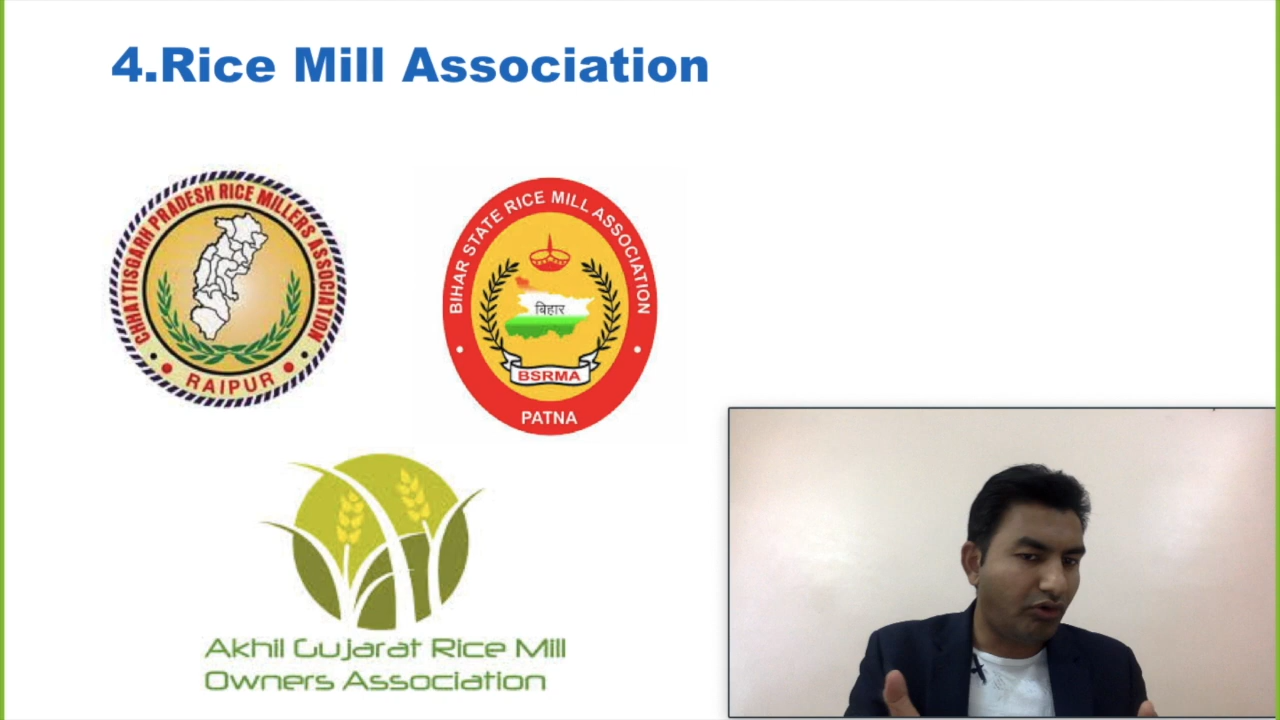 4.Rice Mill Association
CHHATTISGARH PRADESH RICE MILLERS ASSOCIATION
RAIPUR
BIHAR STATE RICE MILL ASSOCIATION
बिहार
BSRMA
PATNA
Akhil Gujarat Rice Mill
Owners Association